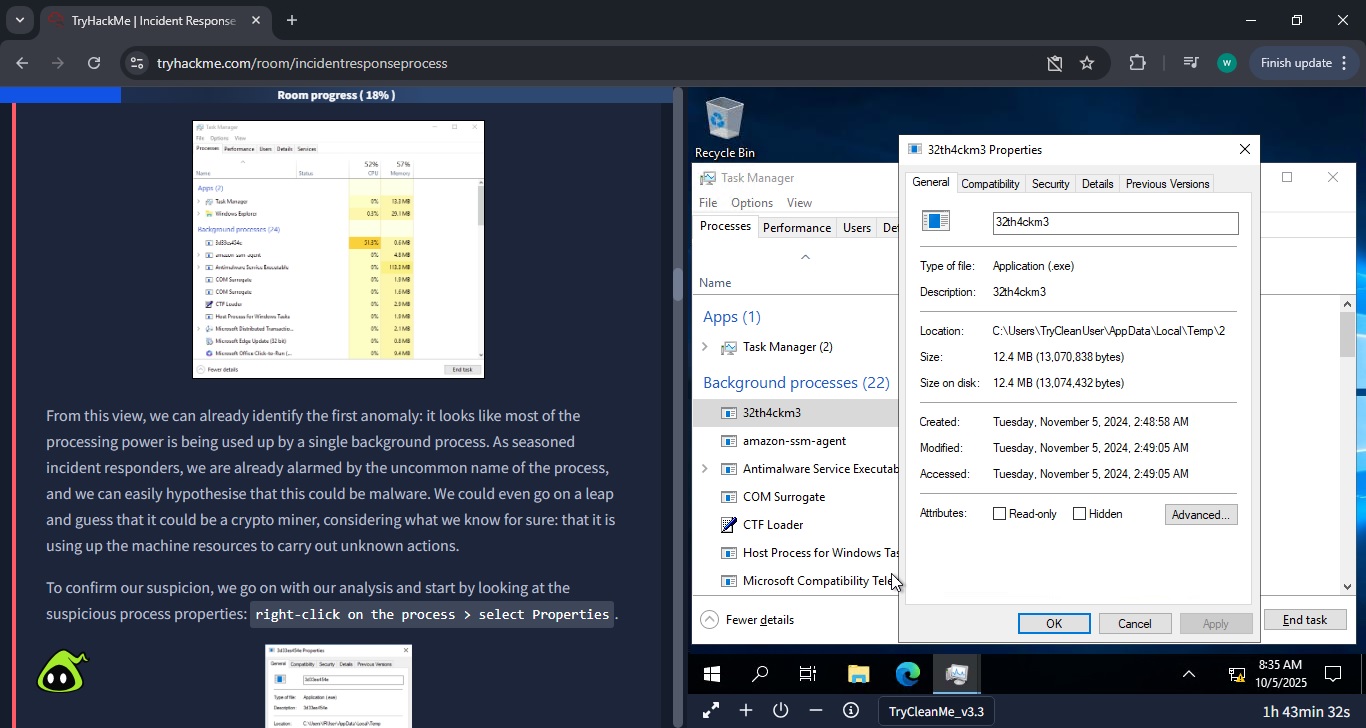 TryHackMe | Incident Response
tryhackme.com/room/incidentresponseprocess
W
Finish update
Room progress ( 18% )
Task Manager
File Options View
Processes Performance Users Details Services
52% 57%
Name Status CPU Memory
Apps (2)
Task Manager 0% 13.3 MB
Windows Explorer 0.3% 29.1 MB
Background processes (74)
0.6 MB
amazon-ssm-agent 0% 4.8 MB
Antimalware Service Executable 0%
COM Surrogate 0% 1.8 MB
COM Surrogate 0% 1.6 MB
CTF Loader 0% 2.9 MB
Host Process for Windows Tasks 0% 1.8 MB
Microsoft Distributed Transactio... 0% 2.1 MB
Microsoft Edge Update (32 bit) 0% 0.8 MB
Microsoft Office Click-to-Run (... 0% 9.4 MB
Fewer details End task
From this view, we can already identify the first anomaly: it looks like most of the
processing power is being used up by a single background process. As seasoned
incident responders, we are already alarmed by the uncommon name of the process,
and we can easily hypothesise that this could be malware. We could even go on a leap
and guess that it could be a crypto miner, considering what we know for sure: that it is
using up the machine resources to carry out unknown actions.
To confirm our suspicion, we go on with our analysis and start by looking at the
suspicious process properties: right-click on the process > select Properties .
Properties
General Compatibility Security Details Previous Versions
Type of file: Application (.exe)
Description:
Location:
Recycle Bin
Task Manager
File Options View
Processes Performance Users Det
Name
Apps (1)
Task Manager (2)
Background processes (22)
32th4ckm3
amazon-ssm-agent
Antimalware Service Executab
COM Surrogate
CTF Loader
Host Process for Windows Tas
Microsoft Compatibility Tele
Fewer details
End task
32th4ckm3 Properties
General Compatibility Security Details Previous Versions
32th4ckm3
Type of file: Application (.exe)
Description: 32th4ckm3
Location: C:\Users\TryCleanUser\AppData\Local\Temp\2
Size: 12.4 MB (13,070,838 bytes)
Size on disk: 12.4 MB (13,074,432 bytes)
Created: Tuesday, November 5, 2024, 2:48:58 AM
Modified: Tuesday, November 5, 2024, 2:49:05 AM
Accessed: Tuesday, November 5, 2024, 2:49:05 AM
Attributes: Read-only Hidden Advanced...
OK Cancel Apply
8:35 AM
10/5/2025
TryCleanMe_v3.3
1h 43min 32s